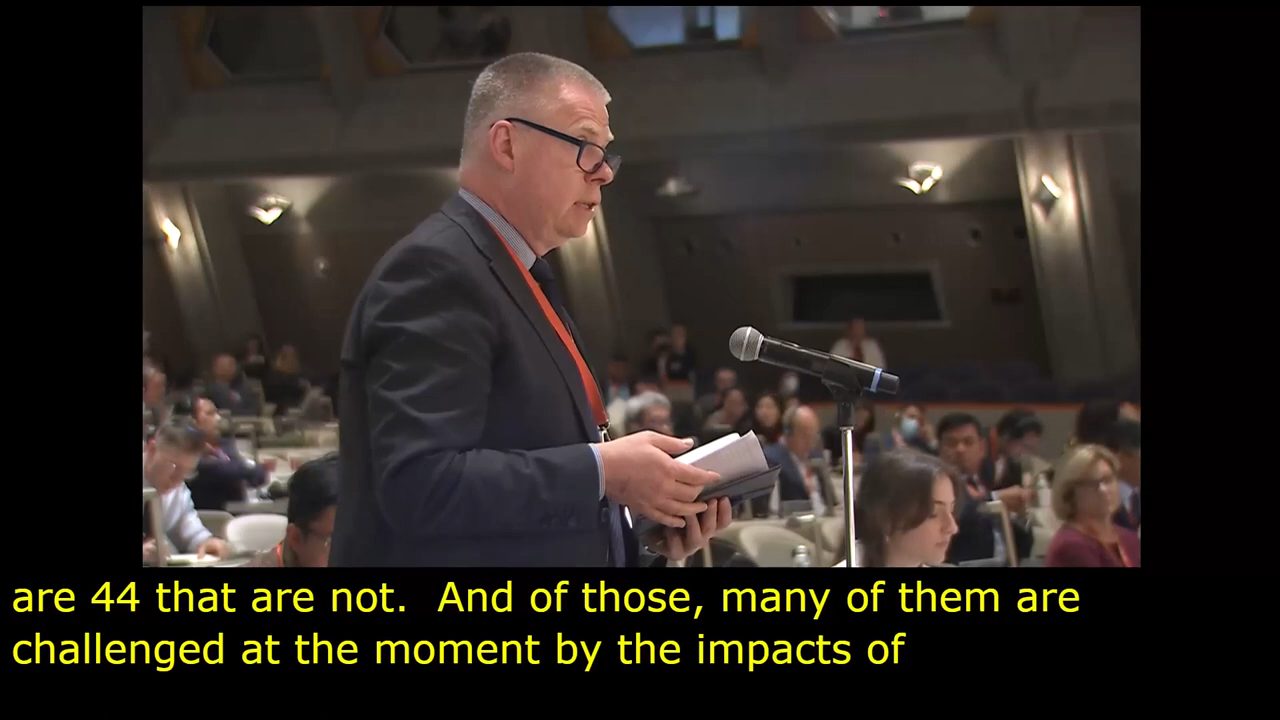 are 44 that are not.  And of those, many of them are
challenged at the moment by the impacts of